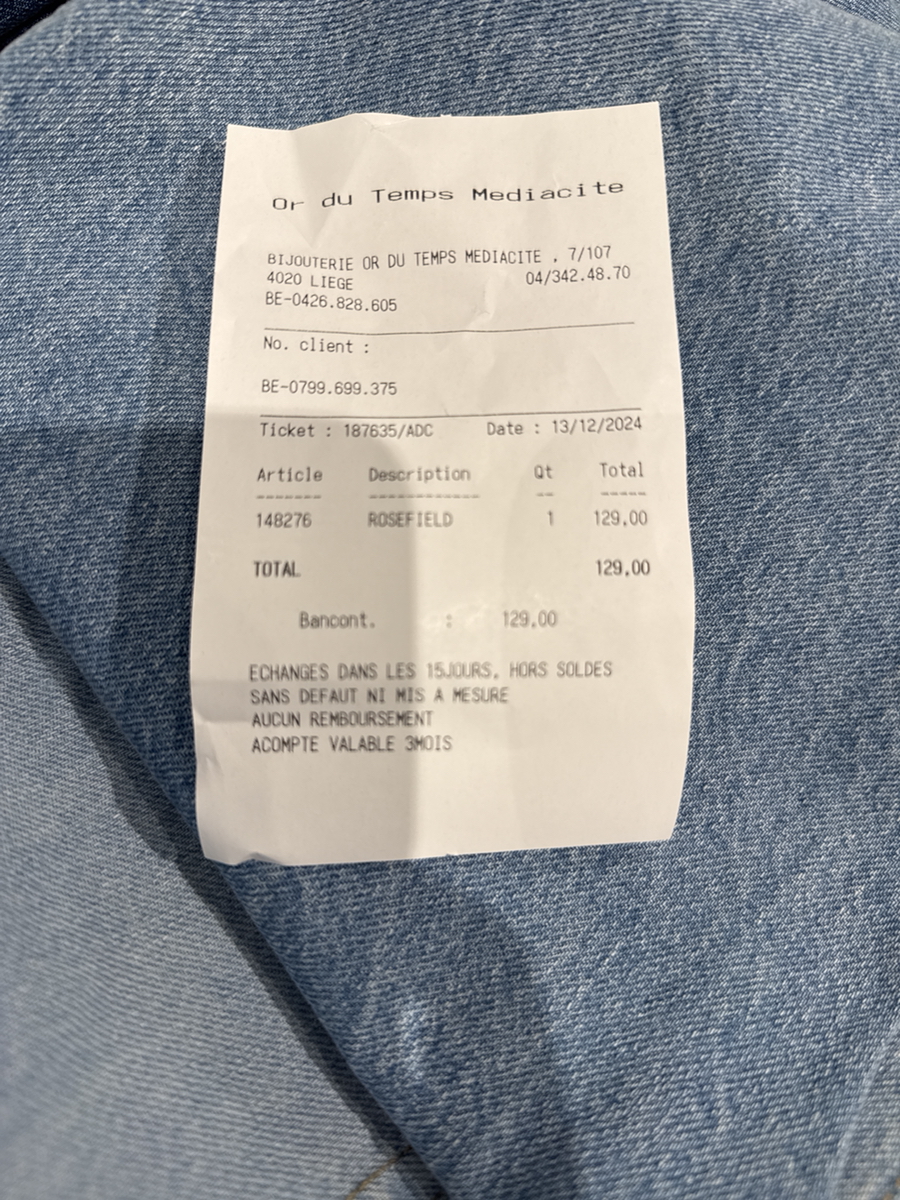 Or du Temps Mediacite
BIJOUTERIE OR DU TEMPS MEDIACITE , 7/107
4020 LIEGE 04/342.48.70
BE-0426.828.605
No. client :
BE-0799.699.375
Ticket : 187635/ADC Date : 13/12/2024
Article Description Qt Total
------- ------------ -- -----
148276 ROSEFIELD 1 129,00
TOTAL 129,00
Bancont. : 129,00
ECHANGES DANS LES 15JOURS, HORS SOLDES
SANS DEFAUT NI MIS A MESURE
AUCUN REMBOURSEMENT
ACOMPTE VALABLE 3MOIS